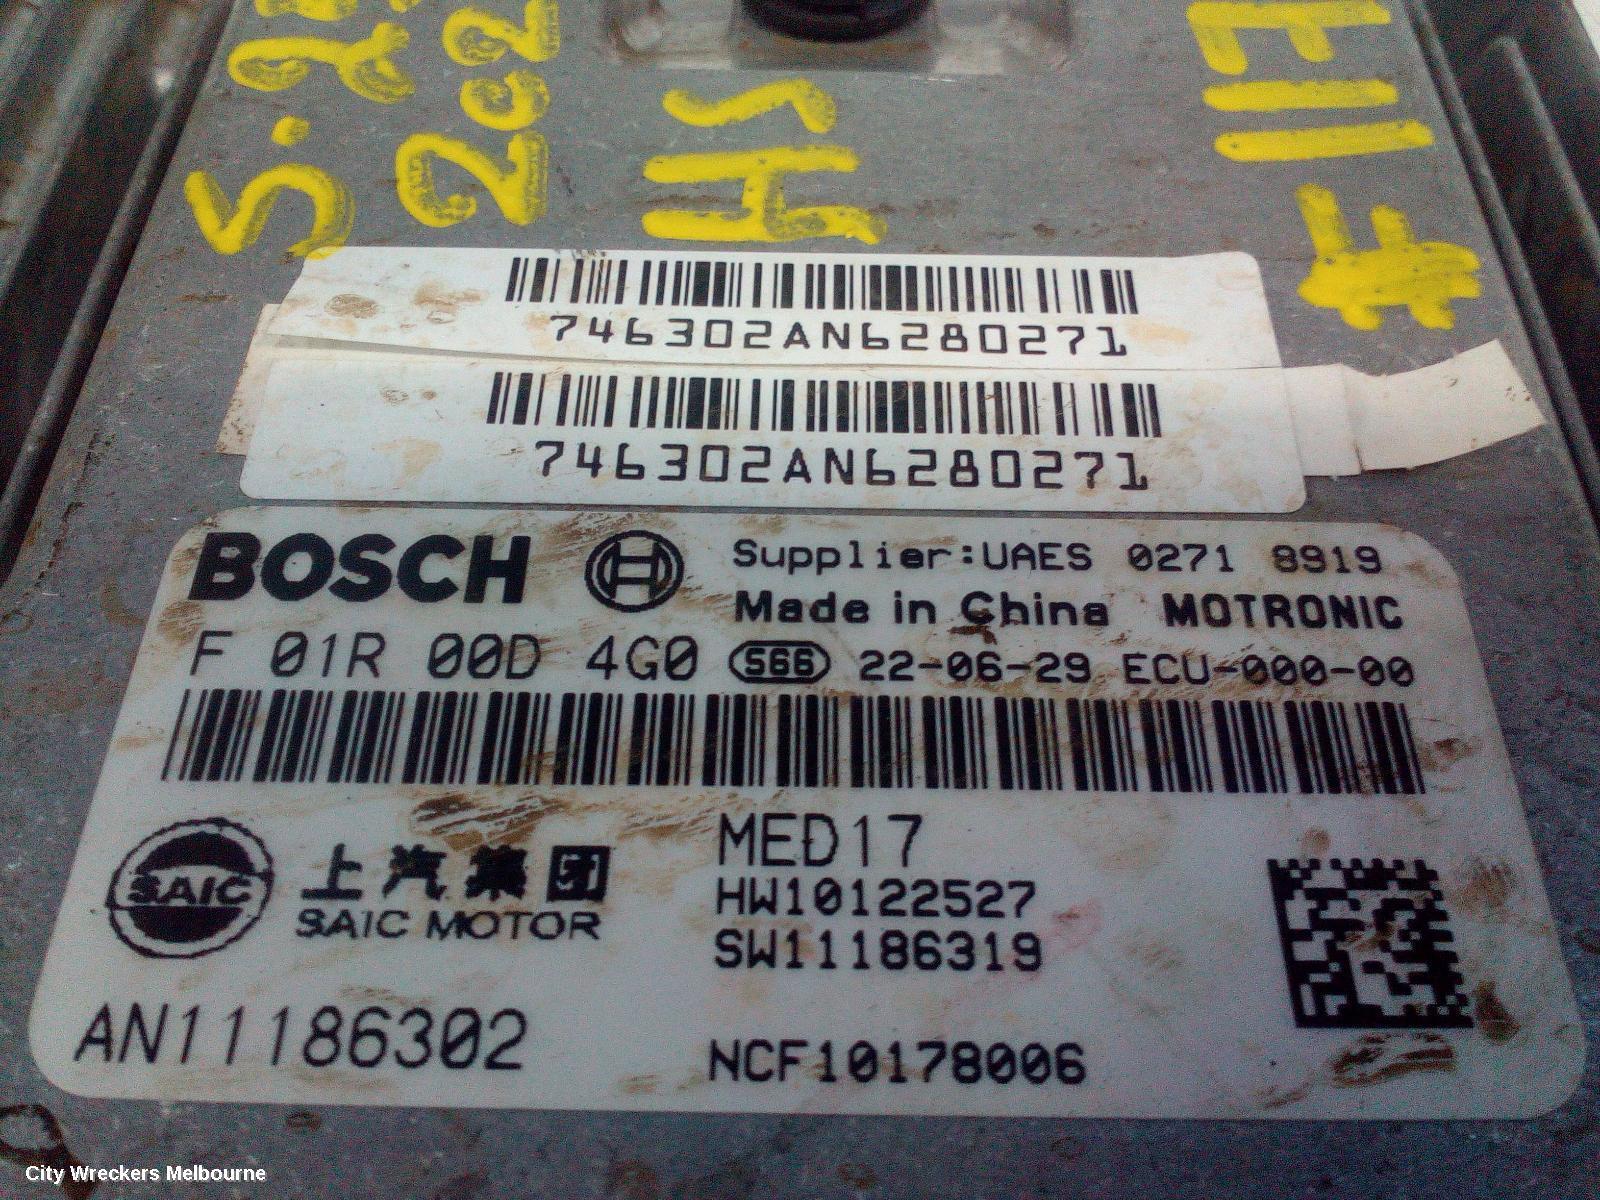 HS
746302AN6280271
746302AN6280271
BOSCH
Supplier:UAES 0271 8919
Made in China MOTRONIC
F 01R 00D 4G0 S66 22-06-29 ECU-000-00
SAIC
上汽集团
SAIC MOTOR
MED17
HW10122527
SW11186319
AN11186302
NCF10178006
City Wreckers Melbourne